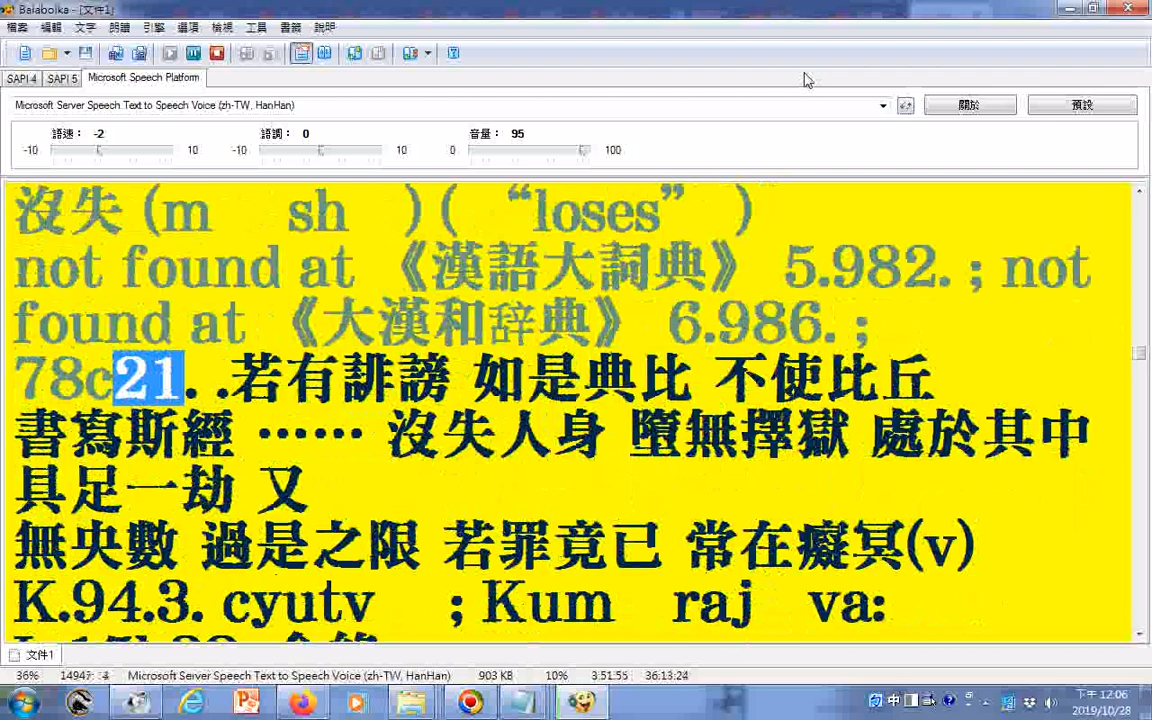 Balabolka - [文件1]
檔案 編輯 文字 朗讀 引擎 選項 檢視 工具 書籤 說明
SAPI 4 SAPI 5 Microsoft Speech Platform
Microsoft Server Speech Text to Speech Voice (zh-TW, HanHan) 關於 預設
語速： -2 語調： 0 音量： 95
-10 10 -10 10 0 100
沒失 (m sh )( “loses” )
not found at 《漢語大詞典》 5.982. ; not
found at 《大漢和辞典》 6.986. ;
78c21. .若有誹謗 如是典比 不使比丘
書寫斯經 …… 沒失人身 墮無擇獄 處於其中
具足一劫 又
無央數 過是之限 若罪竟已 常在癡冥(v)
K.94.3. cyutv ; Kum raj va:
文件1
36% Microsoft Server Speech Text to Speech Voice (zh-TW, HanHan) 903 KB 10% 3:51:55 36:13:24
中
下午 12:06
2019/10/28